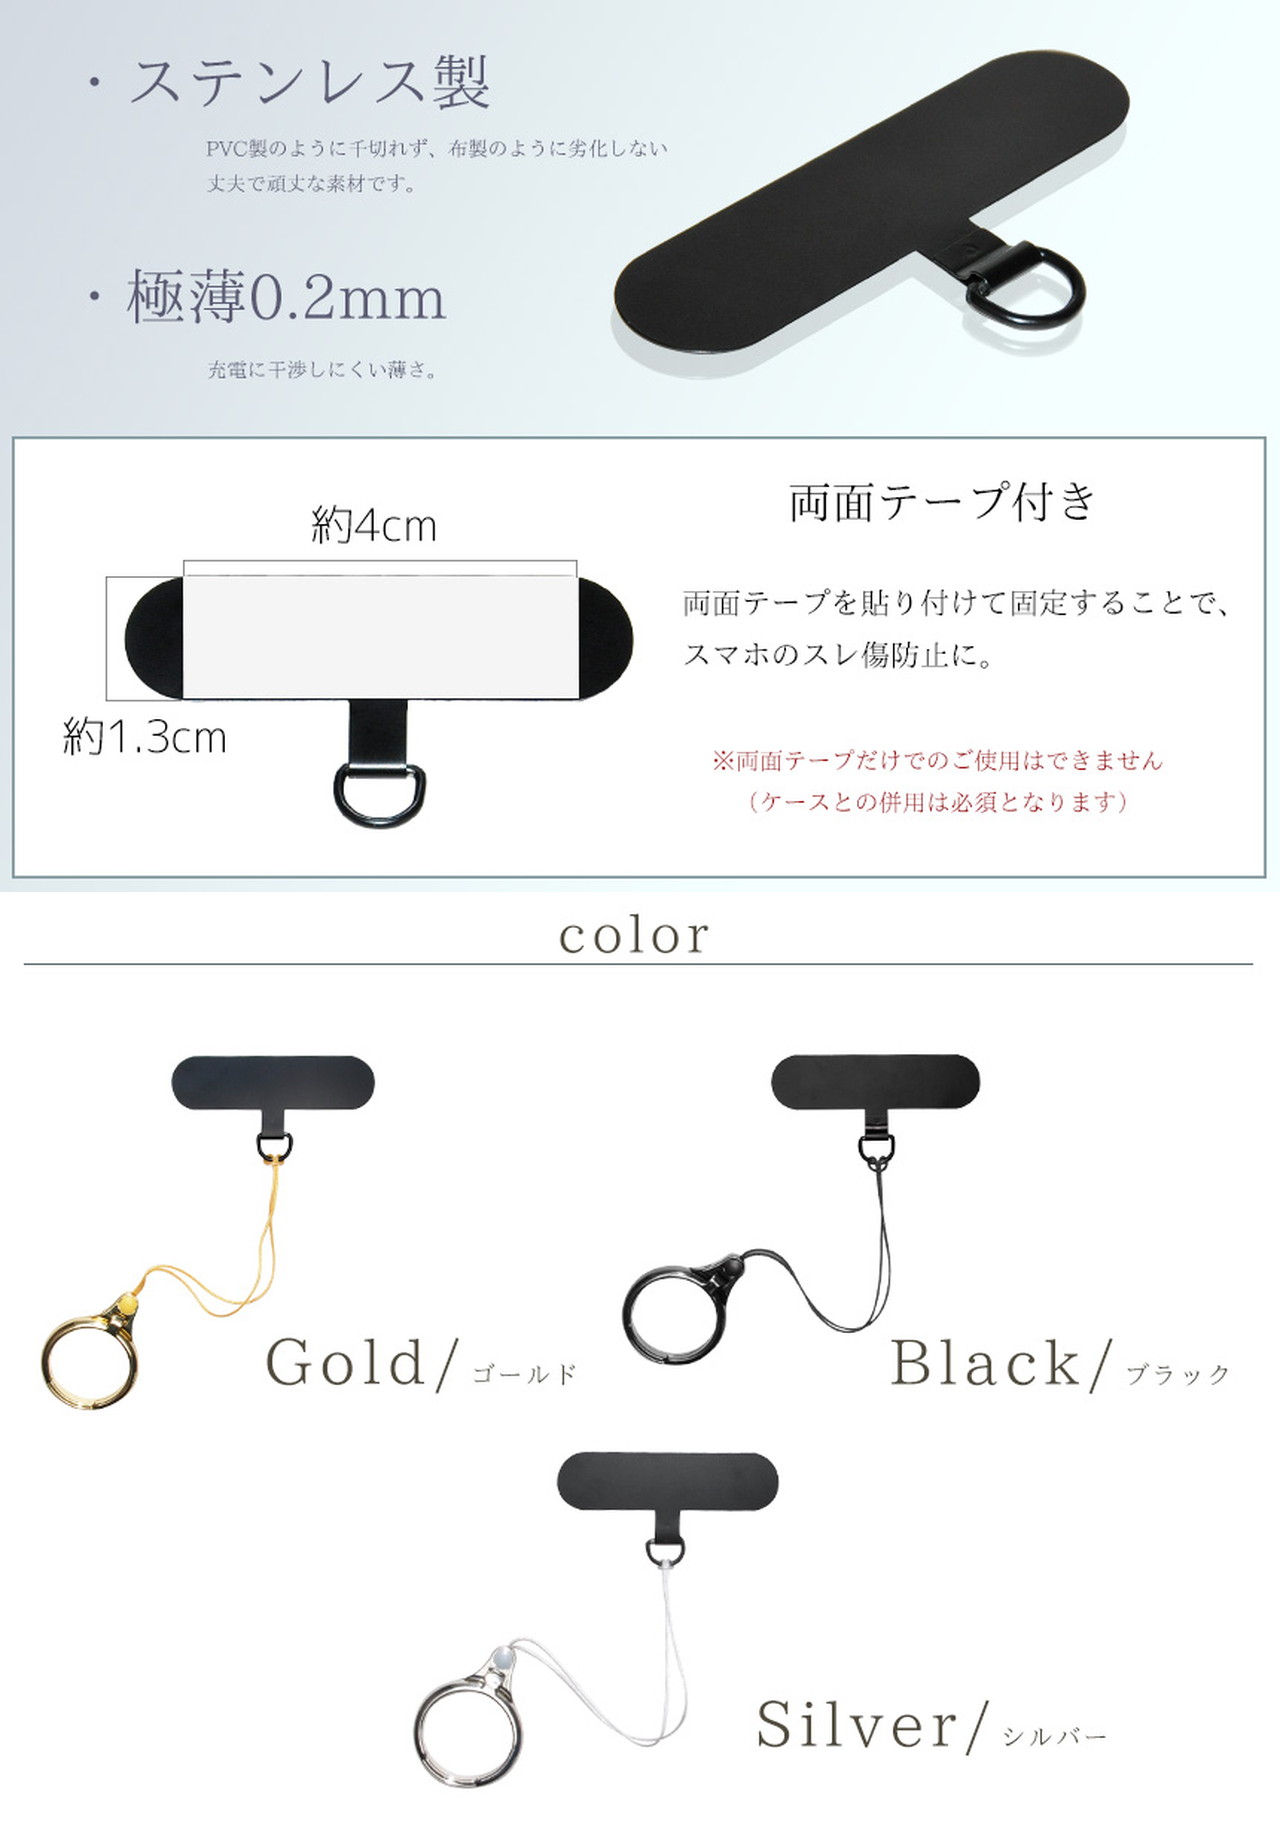 ・ステンレス製
PVC製のように千切れず、布製のように劣化しない
丈夫で頑丈な素材です。
・極薄0.2mm
充電に干渉しにくい薄さ。
両面テープ付き
約4cm
約1.3cm
両面テープを貼り付けて固定することで、
スマホのスレ傷防止に。
※両面テープだけでのご使用はできません
（ケースとの併用は必須となります）
color
Gold/ゴールド
Black/ブラック
Silver/シルバー